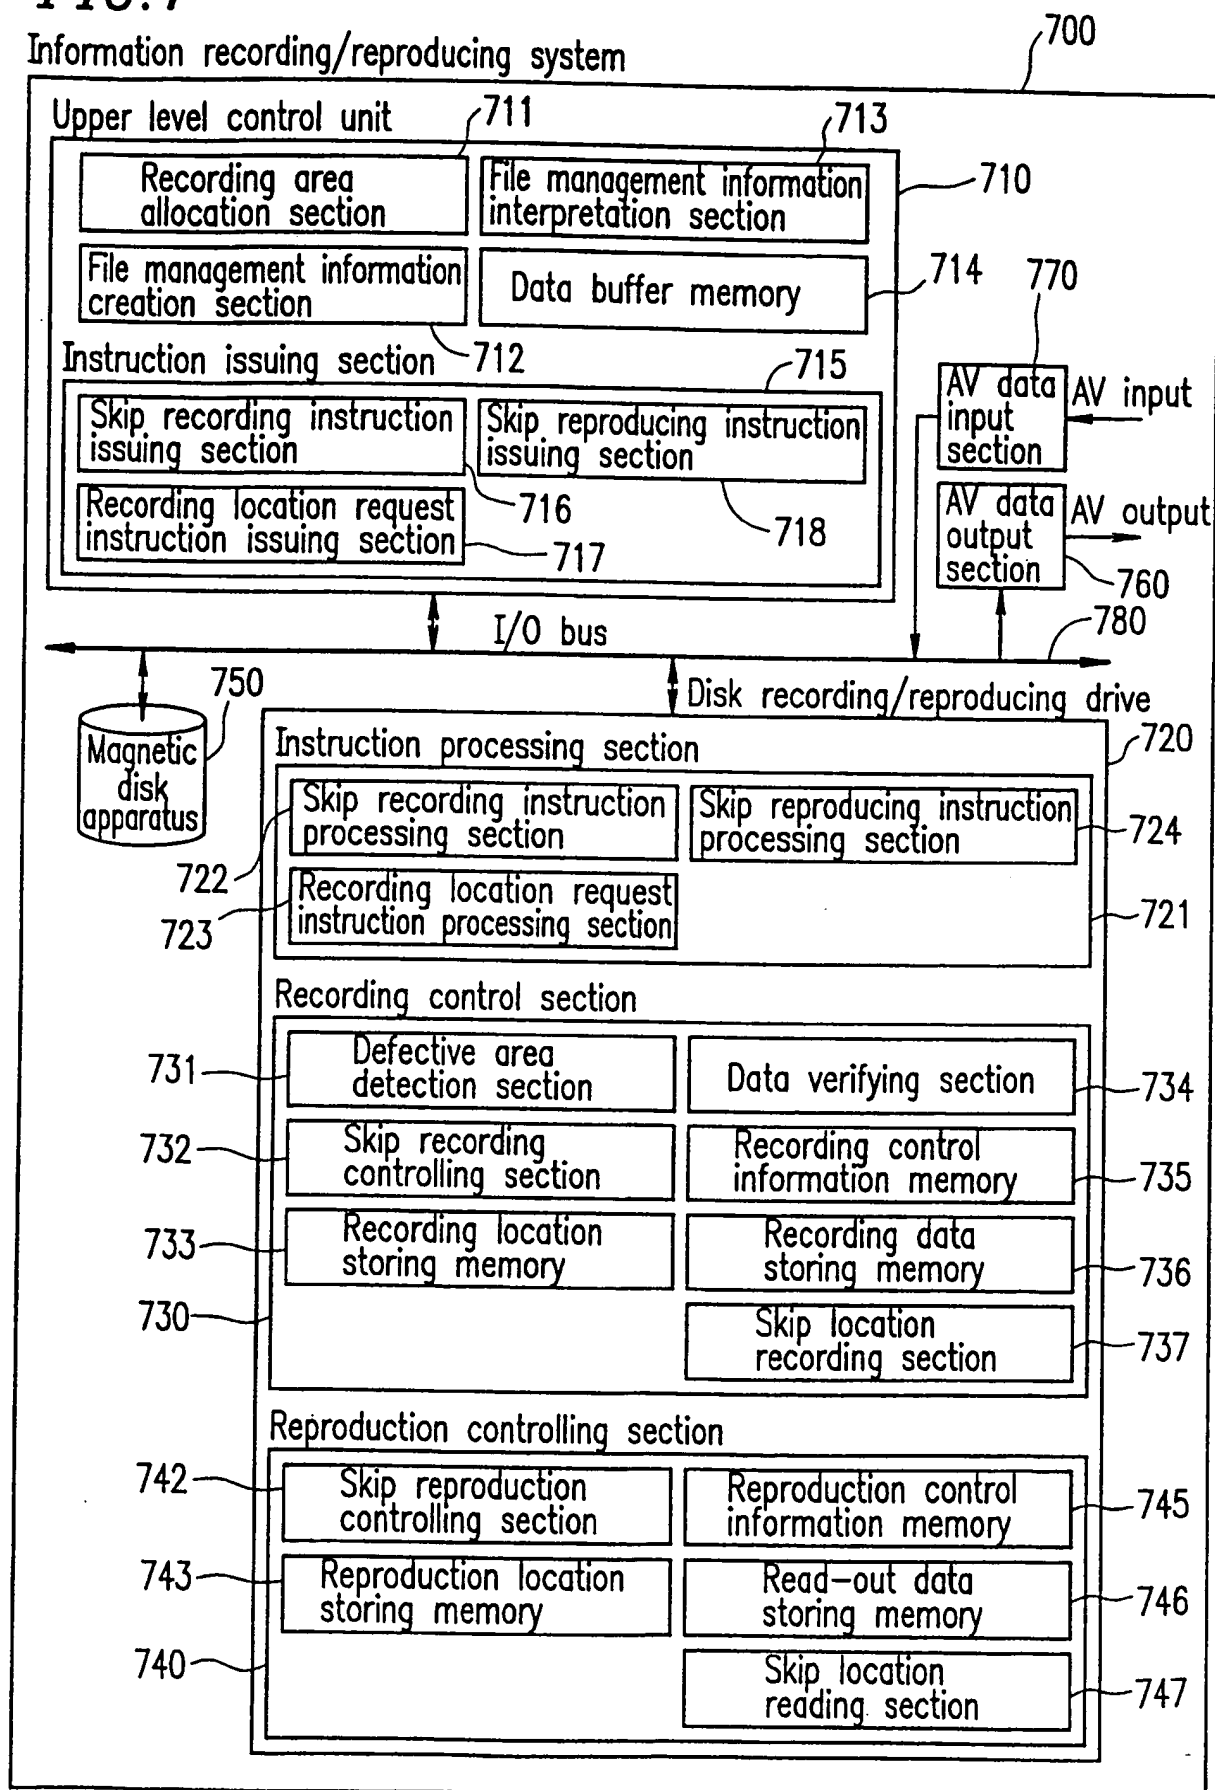 FIG. 7
700
Information recording/reproducing system
Upper level control unit
711
713
710
Recording area
allocation section
File management information
interpretation section
File management information
creation section
Data buffer memory
714
712
Instruction issuing section
715
Skip recording instruction
issuing section
Skip reproducing instruction
issuing section
716
718
Recording location request
instruction issuing section
717
770
AV data
input
section
AV input
AV data
output
section
AV output
760
I/O bus
780
750
Magnetic
disk
apparatus
Disk recording/reproducing drive
720
Instruction processing section
Skip recording instruction
processing section
Skip reproducing instruction
processing section
724
722
Recording location request
instruction processing section
723
721
Recording control section
731
Defective area
detection section
Data verifying section
734
732
Skip recording
controlling section
Recording control
information memory
735
733
Recording location
storing memory
Recording data
storing memory
736
730
Skip location
recording section
737
Reproduction controlling section
742
Skip reproduction
controlling section
Reproduction control
information memory
745
743
Reproduction location
storing memory
Read-out data
storing memory
746
740
Skip location
reading section
747